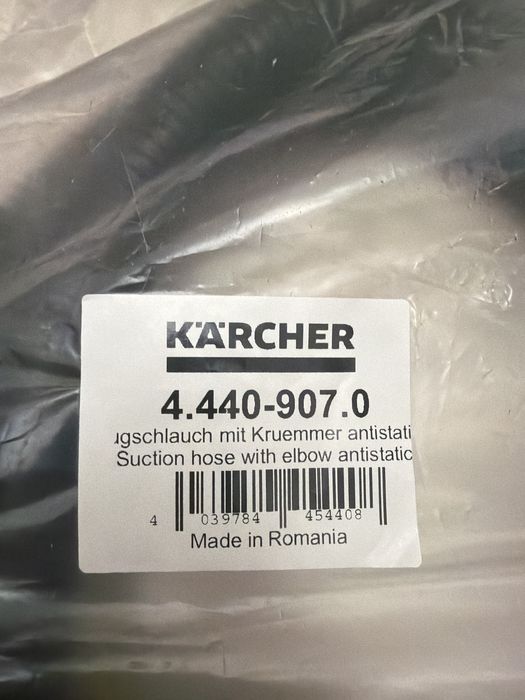 KÄRCHER
4.440-907.0
ugschlauch mit Kruemmer antistati
Suction hose with elbow antistatic
4 039784 454408
Made in Romania